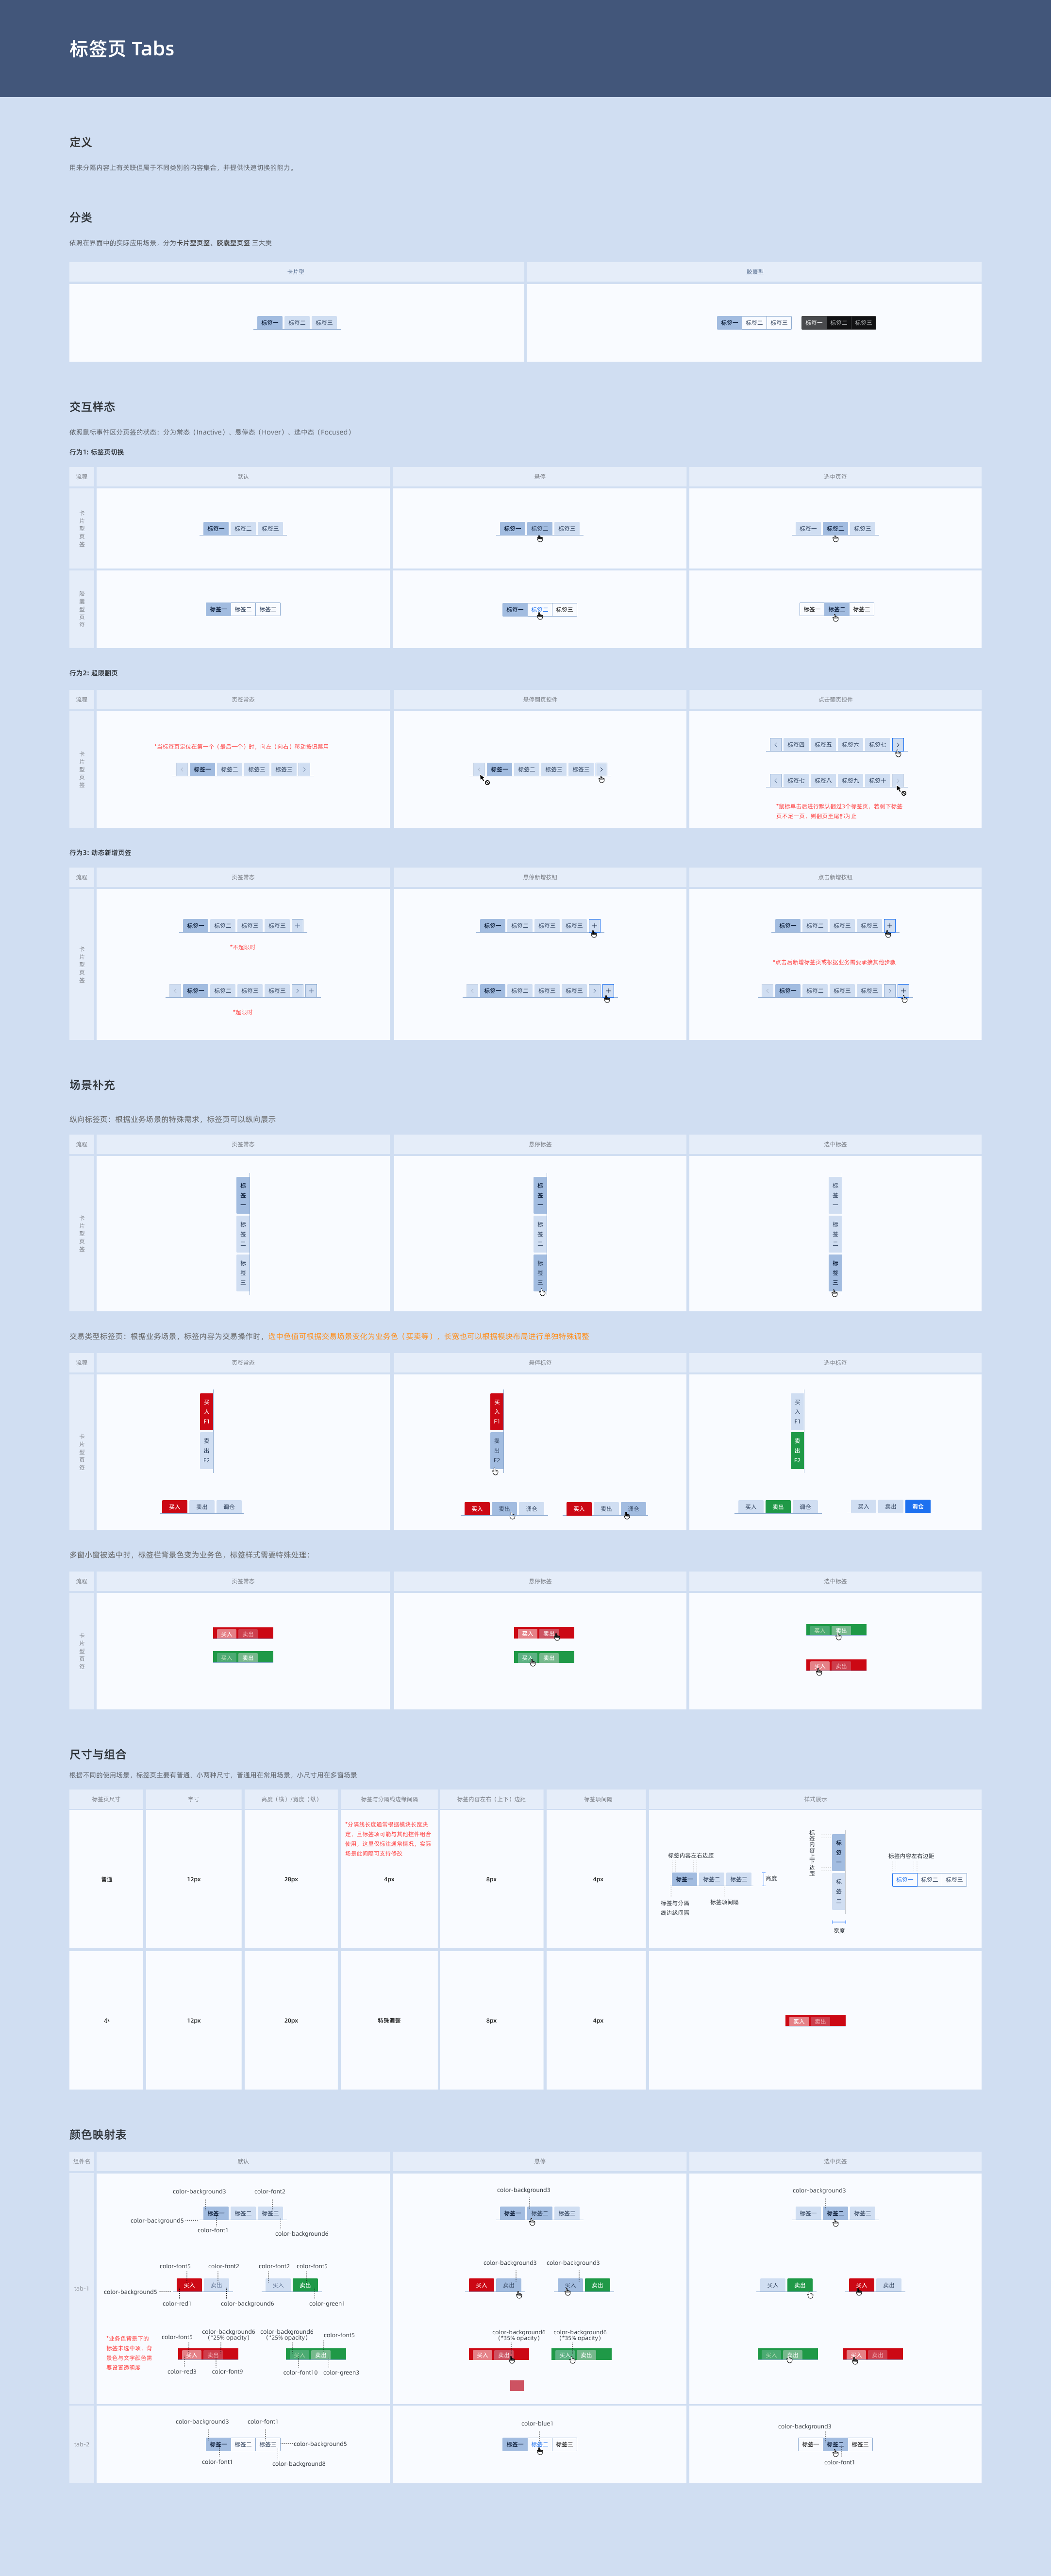 标签页 Tabs
定义
用来分隔内容上有关联但属于不同类别的内容集合，并提供快速切换的能力。
分类
依照在界面中的实际应用场景，分为卡片型页签、胶囊型页签 三大类
卡片型 胶囊型
标签一 标签二 标签三 标签一 标签二 标签三 标签一 标签二 标签三
交互样态
依照鼠标事件区分页签的状态：分为常态（Inactive）、悬停态（Hover）、选中态（Focused）
行为1: 标签页切换
流程 默认 悬停 选中页签
卡片型页签
标签一 标签二 标签三 标签一 标签二 标签三 标签一 标签二 标签三
胶囊型页签
标签一 标签二 标签三 标签一 标签二 标签三 标签一 标签二 标签三
行为2: 超限翻页
流程 页签常态 悬停翻页控件 点击翻页控件
卡片型页签
*当标签页定位在第一个（最后一个）时，向左（向右）移动按钮禁用
< 标签一 标签二 标签三 标签三 >
< 标签一 标签二 标签三 标签三 >
< 标签四 标签五 标签六 标签七 >
< 标签七 标签八 标签九 标签十 >
*鼠标单击后进行默认翻过3个标签页，若剩下标签
页不足一页，则翻页至尾部为止
行为3: 动态新增页签
流程 页签常态 悬停新增按钮 点击新增按钮
卡片型页签
标签一 标签二 标签三 标签三 + 标签一 标签二 标签三 标签三 + 标签一 标签二 标签三 标签三 +
*不超限时
*点击后新增标签页或根据业务需要承接其他步骤
< 标签一 标签二 标签三 标签三 > + < 标签一 标签二 标签三 标签三 > + < 标签一 标签二 标签三 标签三 > +
*超限时
场景补充
纵向标签页：根据业务场景的特殊需求，标签页可以纵向展示
流程 页签常态 悬停标签 选中标签
卡片型页签
标签一 标签一 标签一
标签二 标签二 标签二
标签三 标签三 标签三
交易类型标签页：根据业务场景，标签内容为交易操作时，选中色值可根据交易场景变化为业务色（买卖等），长宽也可以根据模块布局进行单独特殊调整
流程 页签常态 悬停标签 选中标签
卡片型页签
买入F1 买入F1 买入F1
卖出F2 卖出F2 卖出F2
买入 卖出 调仓 买入 卖出 调仓 买入 卖出 调仓 买入 卖出 调仓 买入 卖出 调仓
多窗小窗被选中时，标签栏背景色变为业务色，标签样式需要特殊处理：
流程 页签常态 悬停标签 选中标签
卡片型页签
买入 卖出 买入 卖出 买入 卖出
买入 卖出 买入 卖出 买入 卖出
尺寸与组合
根据不同的使用场景，标签页主要有普通、小两种尺寸，普通用在常用场景，小尺寸用在多窗场景
标签页尺寸 字号 高度（横）/宽度（纵） 标签与分隔线边缘间隔 标签内容左右（上下）边距 标签项间隔 样式展示
*分隔线长度通常根据模块长宽决
定，且标签项可能与其他控件组合
使用，这里仅标注通常情况，实际
场景此间隔可支持修改
普通 12px 28px 4px 8px 4px
标签内容左右边距
标签一 标签二 标签三
高度
标签与分隔
线边缘间隔
标签项间隔
标签内容上下边距
标签一
标签二
宽度
标签内容左右边距
标签一 标签二 标签三
小 12px 20px 特殊调整 8px 4px
买入 卖出
颜色映射表
组件名 默认 悬停 选中页签
tab-1
color-background3 color-font2
标签一 标签二 标签三
color-background5
color-font1
color-background6
color-background3
标签一 标签二 标签三
color-background3
标签一 标签二 标签三
color-font5 color-font2 color-font2 color-font5
买入 卖出 买入 卖出
color-background5
color-red1 color-background6 color-green1
color-background3 color-background3
买入 卖出 买入 卖出
买入 卖出 买入 卖出
*业务色背景下的
标签未选中项，背
景色与文字颜色需
要设置透明度
color-font5
color-background6
(*25% opacity)
color-background6
(*25% opacity)
color-font5
买入 卖出 买入 卖出
color-red3 color-font9 color-font10 color-green3
color-background6
(*35% opacity)
color-background6
(*35% opacity)
买入 卖出 买入 卖出
买入 卖出 买入 卖出
tab-2
color-background3 color-font1
标签一 标签二 标签三
color-background5
color-font1
color-background8
color-blue1
标签一 标签二 标签三
color-background3
标签一 标签二 标签三
color-font1